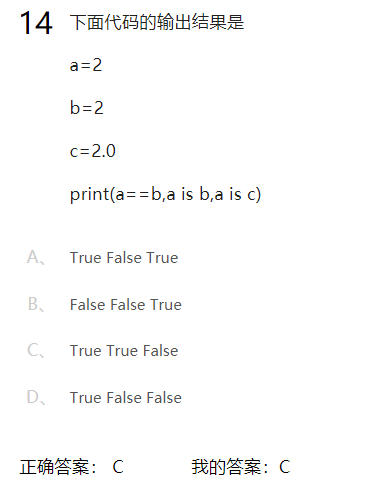 14 下面代码的输出结果是
a=2
b=2
c=2.0
print(a==b,a is b,a is c)
A、 True False True
B、 False False True
C、 True True False
D、 True False False
正确答案： C 我的答案：C